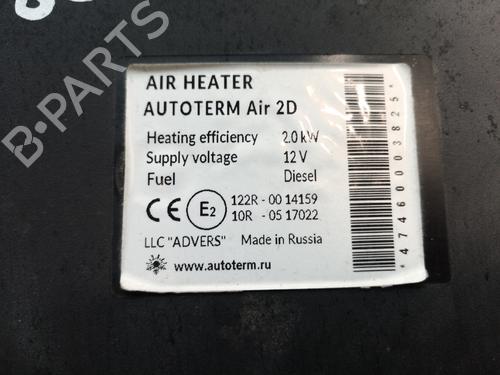 B-PARTS
AIR HEATER
AUTOTERM Air 2D
Heating efficiency 2.0 kW
Supply voltage 12 V
Fuel Diesel
CE E2 122R - 00 14159
10R - 05 17022
LLC "ADVERS" Made in Russia
www.autoterm.ru
*4746000003825*